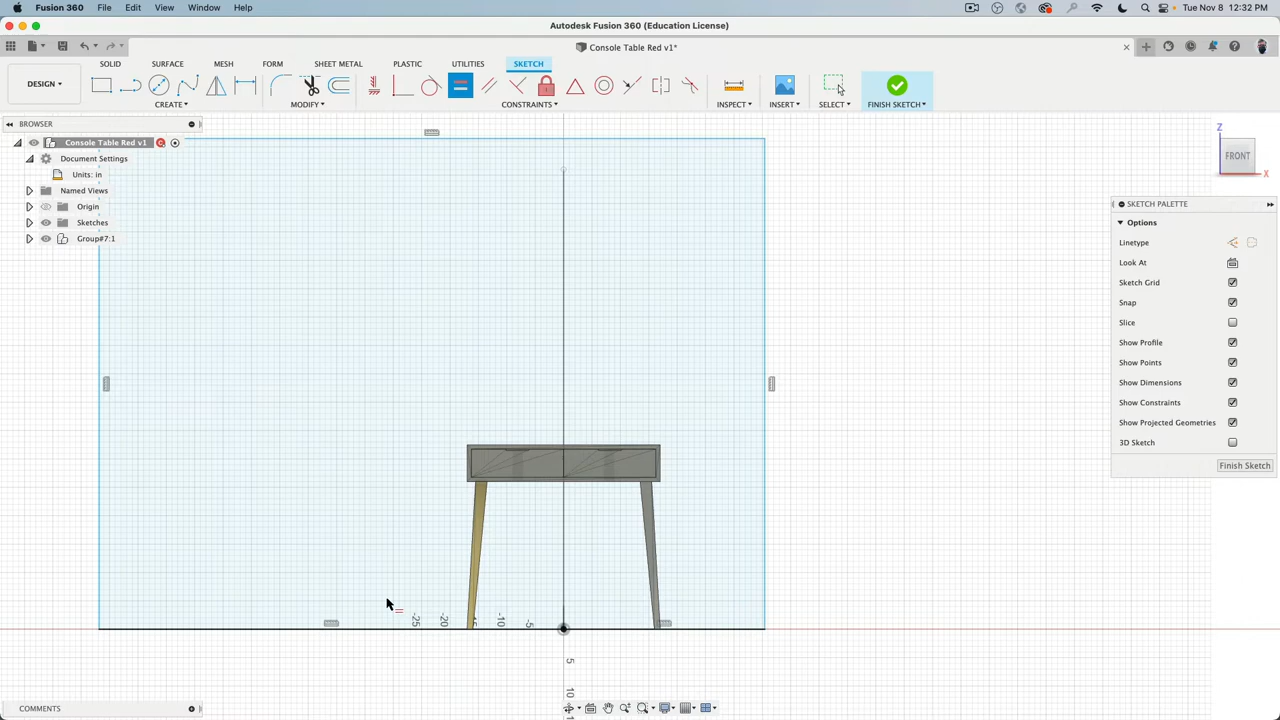 Fusion 360 File Edit View Window Help Tue Nov 8 12:32 PM
Autodesk Fusion 360 (Education License)
Console Table Red v1*
SOLID SURFACE MESH FORM SHEET METAL PLASTIC UTILITIES SKETCH
DESIGN
CREATE MODIFY CONSTRAINTS INSPECT INSERT SELECT FINISH SKETCH
BROWSER
Console Table Red v1
Document Settings
Units: in
Named Views
Origin
Sketches
Group#7:1
Z
FRONT
X
SKETCH PALETTE
Options
Linetype
Look At
Sketch Grid
Snap
Slice
Show Profile
Show Points
Show Dimensions
Show Constraints
Show Projected Geometries
3D Sketch
Finish Sketch
-25 -20 -10 -5
5
10
COMMENTS